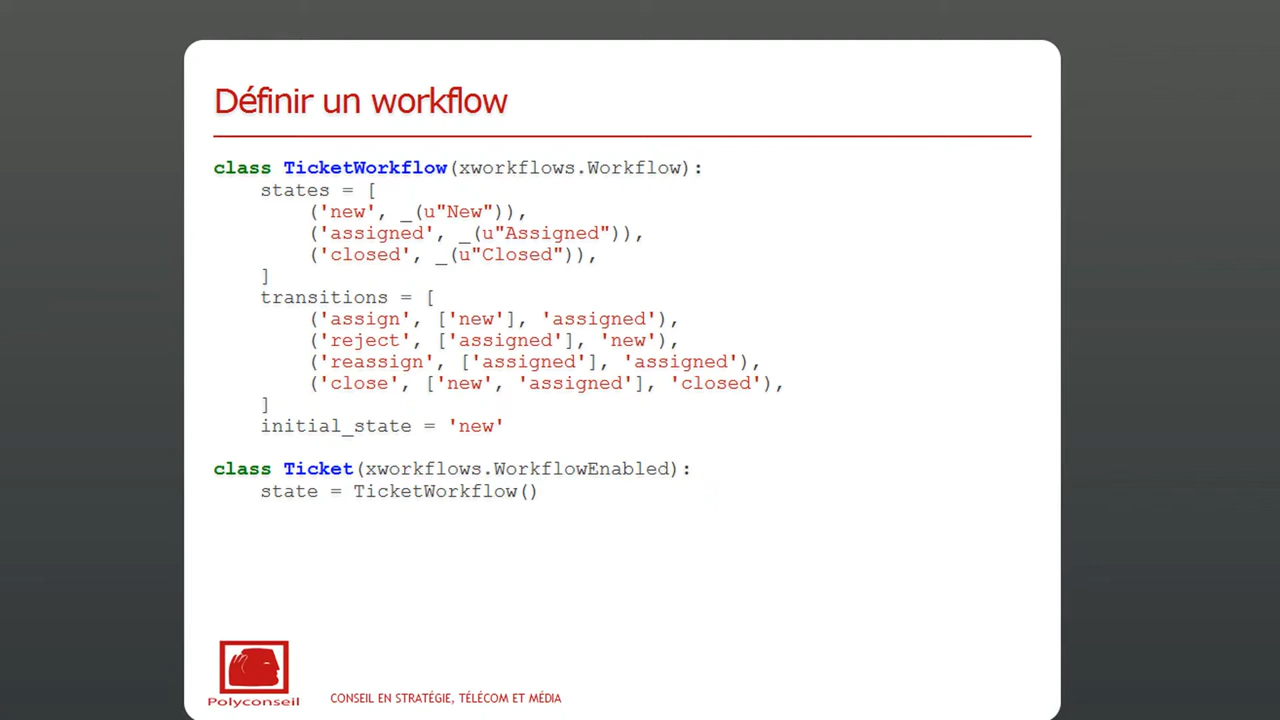 Définir un workflow
class TicketWorkflow(xworkflows.Workflow):
    states = [
        ('new', _(u"New")),
        ('assigned', _(u"Assigned")),
        ('closed', _(u"Closed")),
    ]
    transitions = [
        ('assign', ['new'], 'assigned'),
        ('reject', ['assigned'], 'new'),
        ('reassign', ['assigned'], 'assigned'),
        ('close', ['new', 'assigned'], 'closed'),
    ]
    initial_state = 'new'
class Ticket(xworkflows.WorkflowEnabled):
    state = TicketWorkflow()
Polyconseil
CONSEIL EN STRATÉGIE, TÉLÉCOM ET MÉDIA